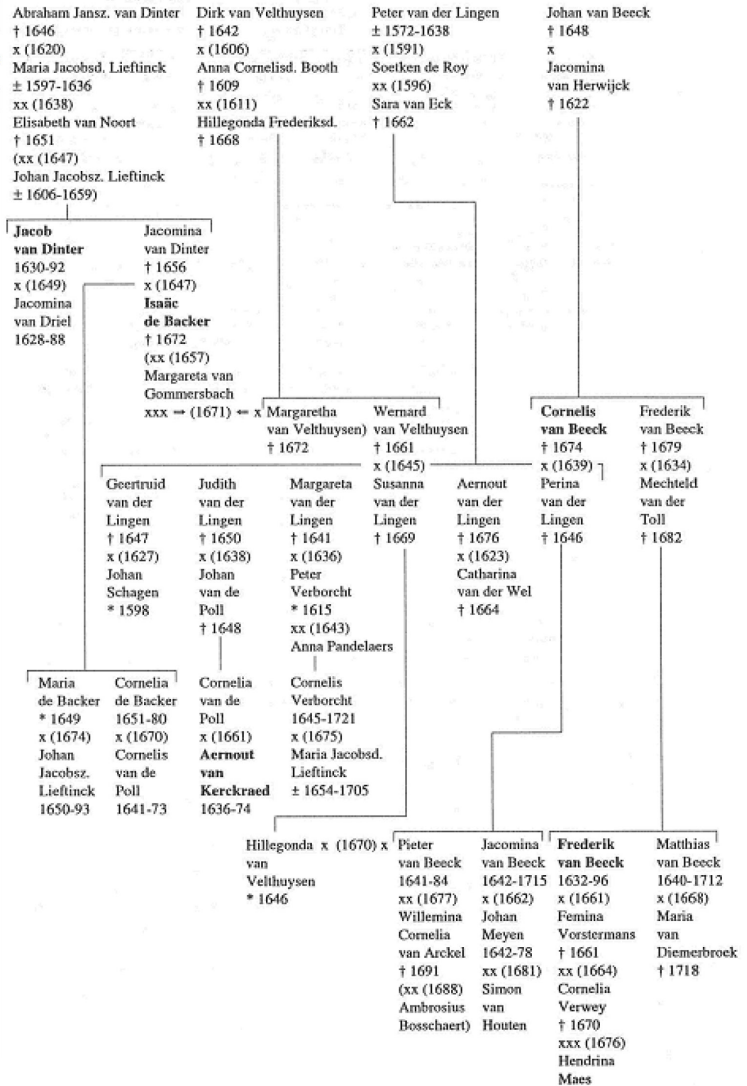 Abraham Jansz. van Dinter
† 1646
x (1620)
Maria Jacobsd. Lieftinck
± 1597-1636
xx (1638)
Elisabeth van Noort
† 1651
(xx (1647)
Johan Jacobsz. Lieftinck
± 1606-1659)
Dirk van Velthuysen
† 1642
x (1606)
Anna Cornelisd. Booth
† 1609
xx (1611)
Hillegonda Frederiksd.
† 1668
Peter van der Lingen
± 1572-1638
x (1591)
Soetken de Roy
xx (1596)
Sara van Eck
† 1662
Johan van Beeck
† 1648
x
Jacomina
van Herwijck
† 1622
Jacob
van Dinter
1630-92
x (1649)
Jacomina
van Driel
1628-88
Jacomina
van Dinter
† 1656
x (1647)
Isaäc
de Backer
† 1672
(xx (1657)
Margareta van
Gommersbach
xxx ⇒ (1671) ⇐ x
Margaretha
van Velthuysen)
† 1672
Wernard
van Velthuysen
† 1661
x (1645)
Cornelis
van Beeck
† 1674
x (1639)
Frederik
van Beeck
† 1679
x (1634)
Mechteld
van der
Toll
† 1682
Geertruid
van der
Lingen
† 1647
x (1627)
Johan
Schagen
* 1598
Judith
van der
Lingen
† 1650
x (1638)
Johan
van de
Poll
† 1648
Margareta
van der
Lingen
† 1641
x (1636)
Peter
Verborcht
* 1615
xx (1643)
Anna Pandelaers
Susanna
van der
Lingen
† 1669
Aernout
van der
Lingen
† 1676
x (1623)
Catharina
van der Wel
† 1664
Perina
van der
Lingen
† 1646
Maria
de Backer
* 1649
x (1674)
Johan
Jacobsz.
Lieftinck
1650-93
Cornelia
de Backer
1651-80
x (1670)
Cornelis
van de
Poll
1641-73
Cornelia
van de
Poll
x (1661)
Aernout
van
Kerckraed
1636-74
Cornelis
Verborcht
1645-1721
x (1675)
Maria Jacobsd.
Lieftinck
± 1654-1705
Hillegonda x (1670) x
van
Velthuysen
* 1646
Pieter
van Beeck
1641-84
xx (1677)
Willemina
Cornelia
van Arckel
† 1691
(xx (1688)
Ambrosius
Bosschaert)
Jacomina
van Beeck
1642-1715
x (1662)
Johan
Meyen
1642-78
xx (1681)
Simon
van
Houten
Frederik
van Beeck
1632-96
x (1661)
Femina
Vorstermans
† 1661
xx (1664)
Cornelia
Verwey
† 1670
xxx (1676)
Hendrina
Maes
Matthias
van Beeck
1640-1712
x (1668)
Maria
van
Diemerbroek
† 1718